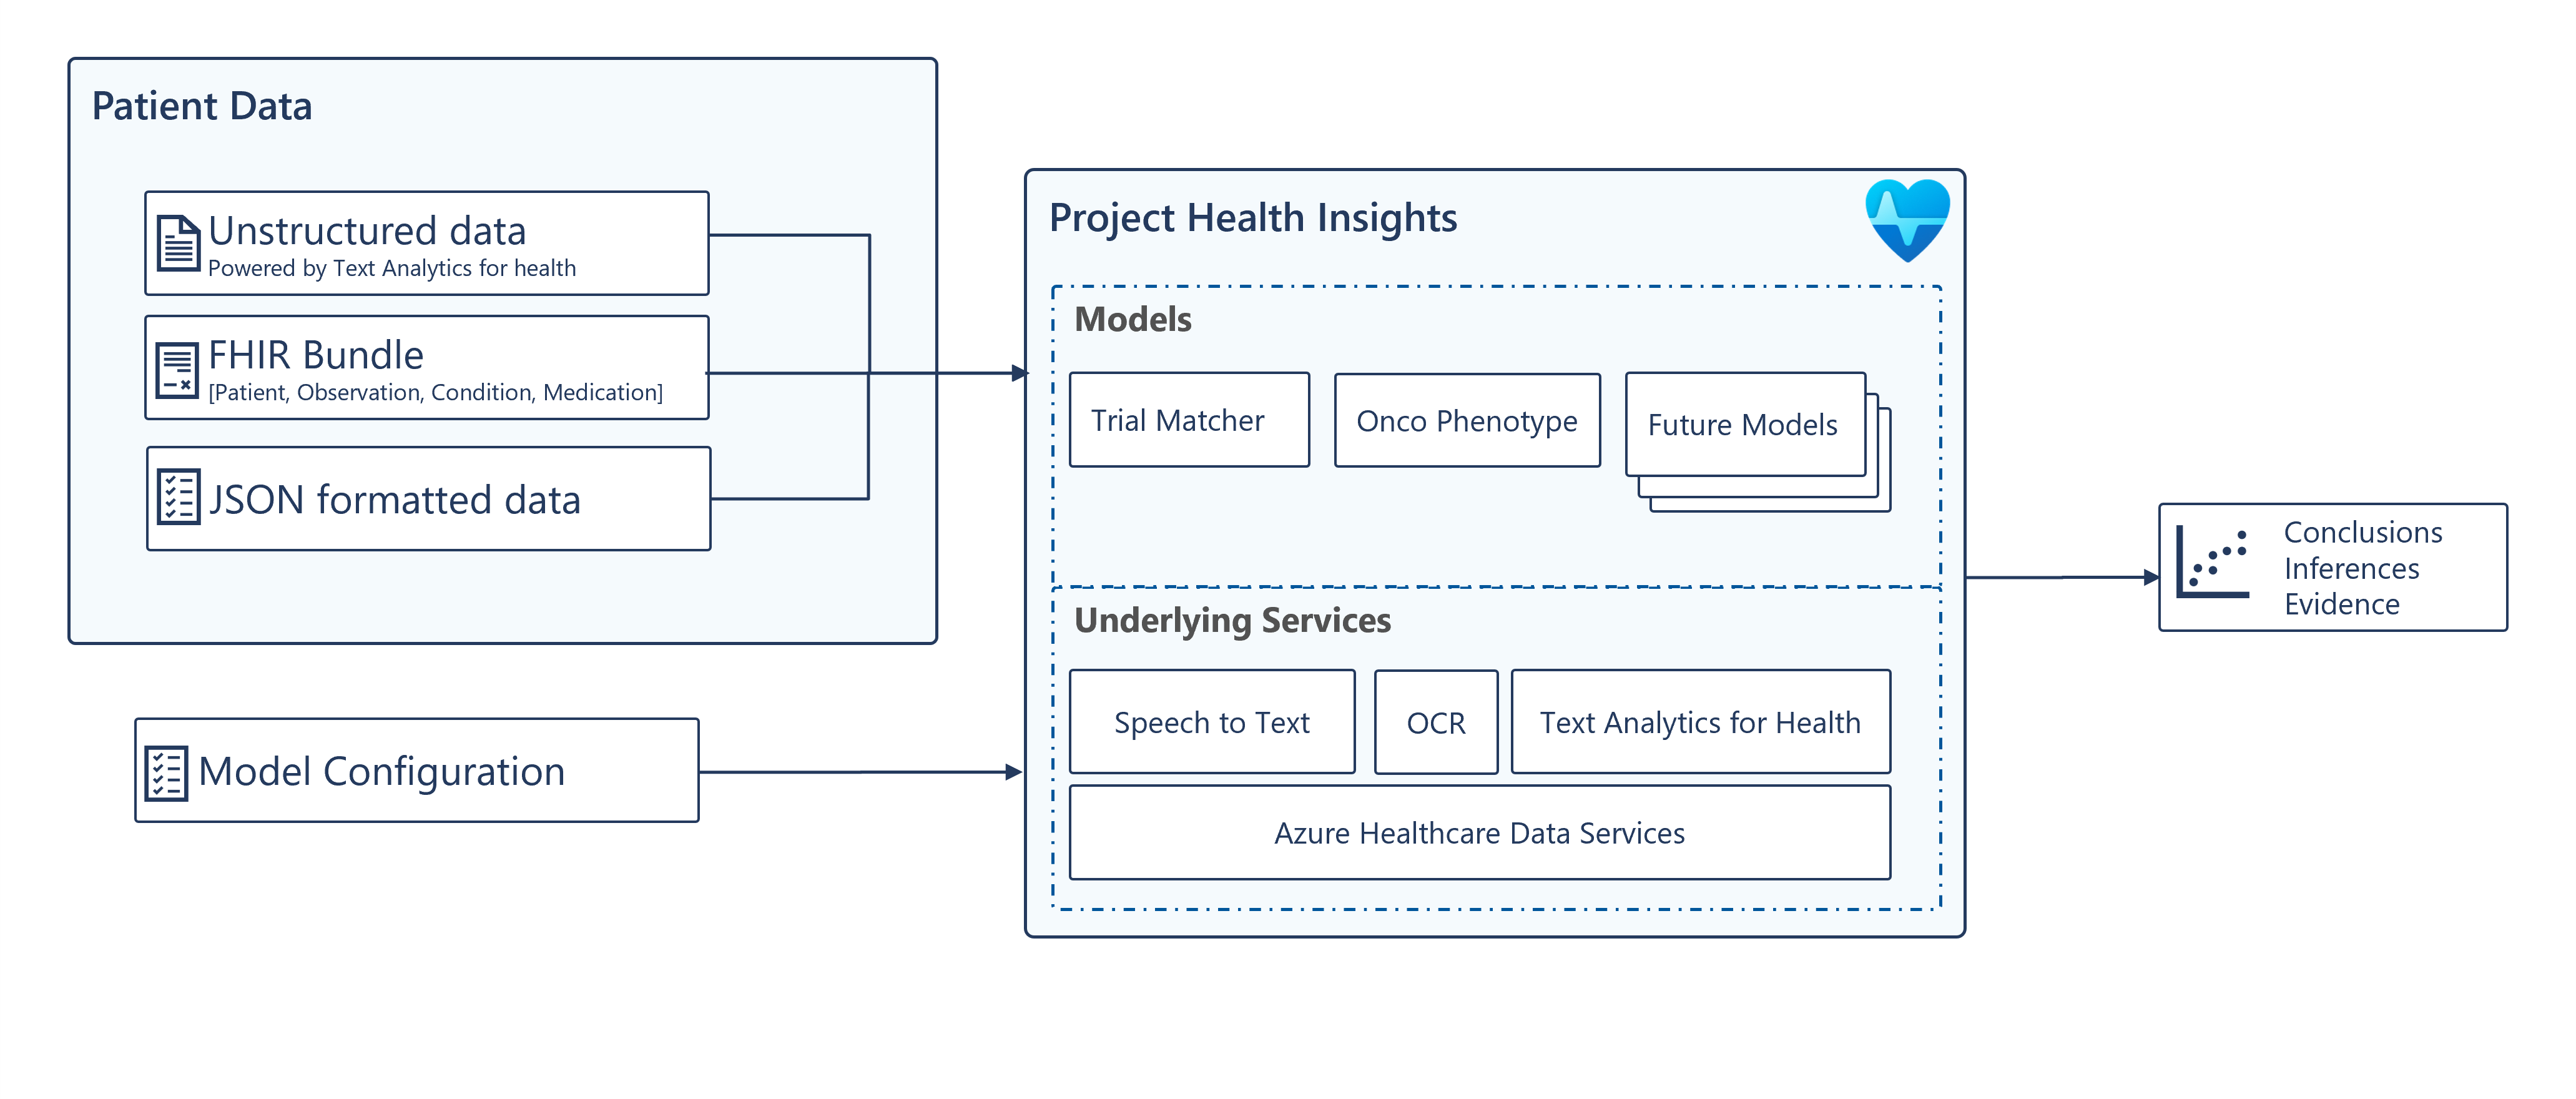 Patient Data
Unstructured data
Powered by Text Analytics for health
FHIR Bundle
[Patient, Observation, Condition, Medication]
JSON formatted data
Model Configuration
Project Health Insights
Models
Trial Matcher
Onco Phenotype
Future Models
Underlying Services
Speech to Text
OCR
Text Analytics for Health
Azure Healthcare Data Services
Conclusions
Inferences
Evidence